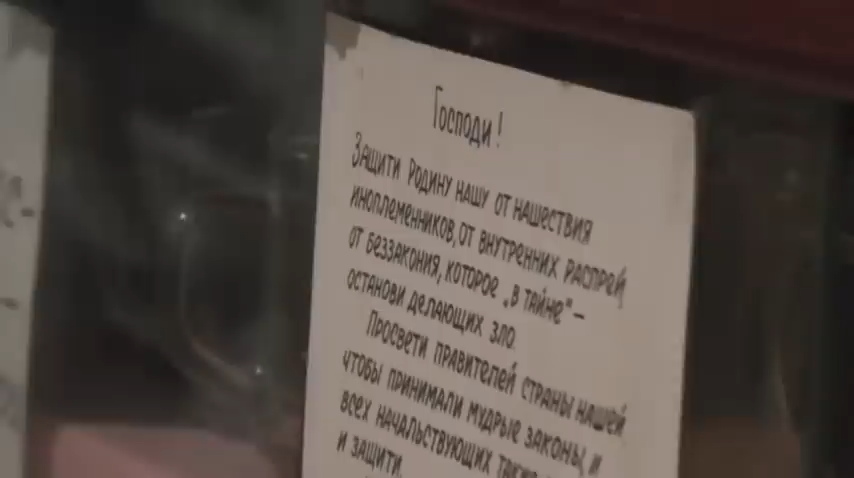 Господи!
Защити Родину нашу от нашествия
иноплеменников, от внутренних распрей,
от беззакония, которое „в тайне“ –
останови делающих зло.
Просвети правителей страны нашей,
чтобы принимали мудрые законы, и
всех начальствующих также
и защити